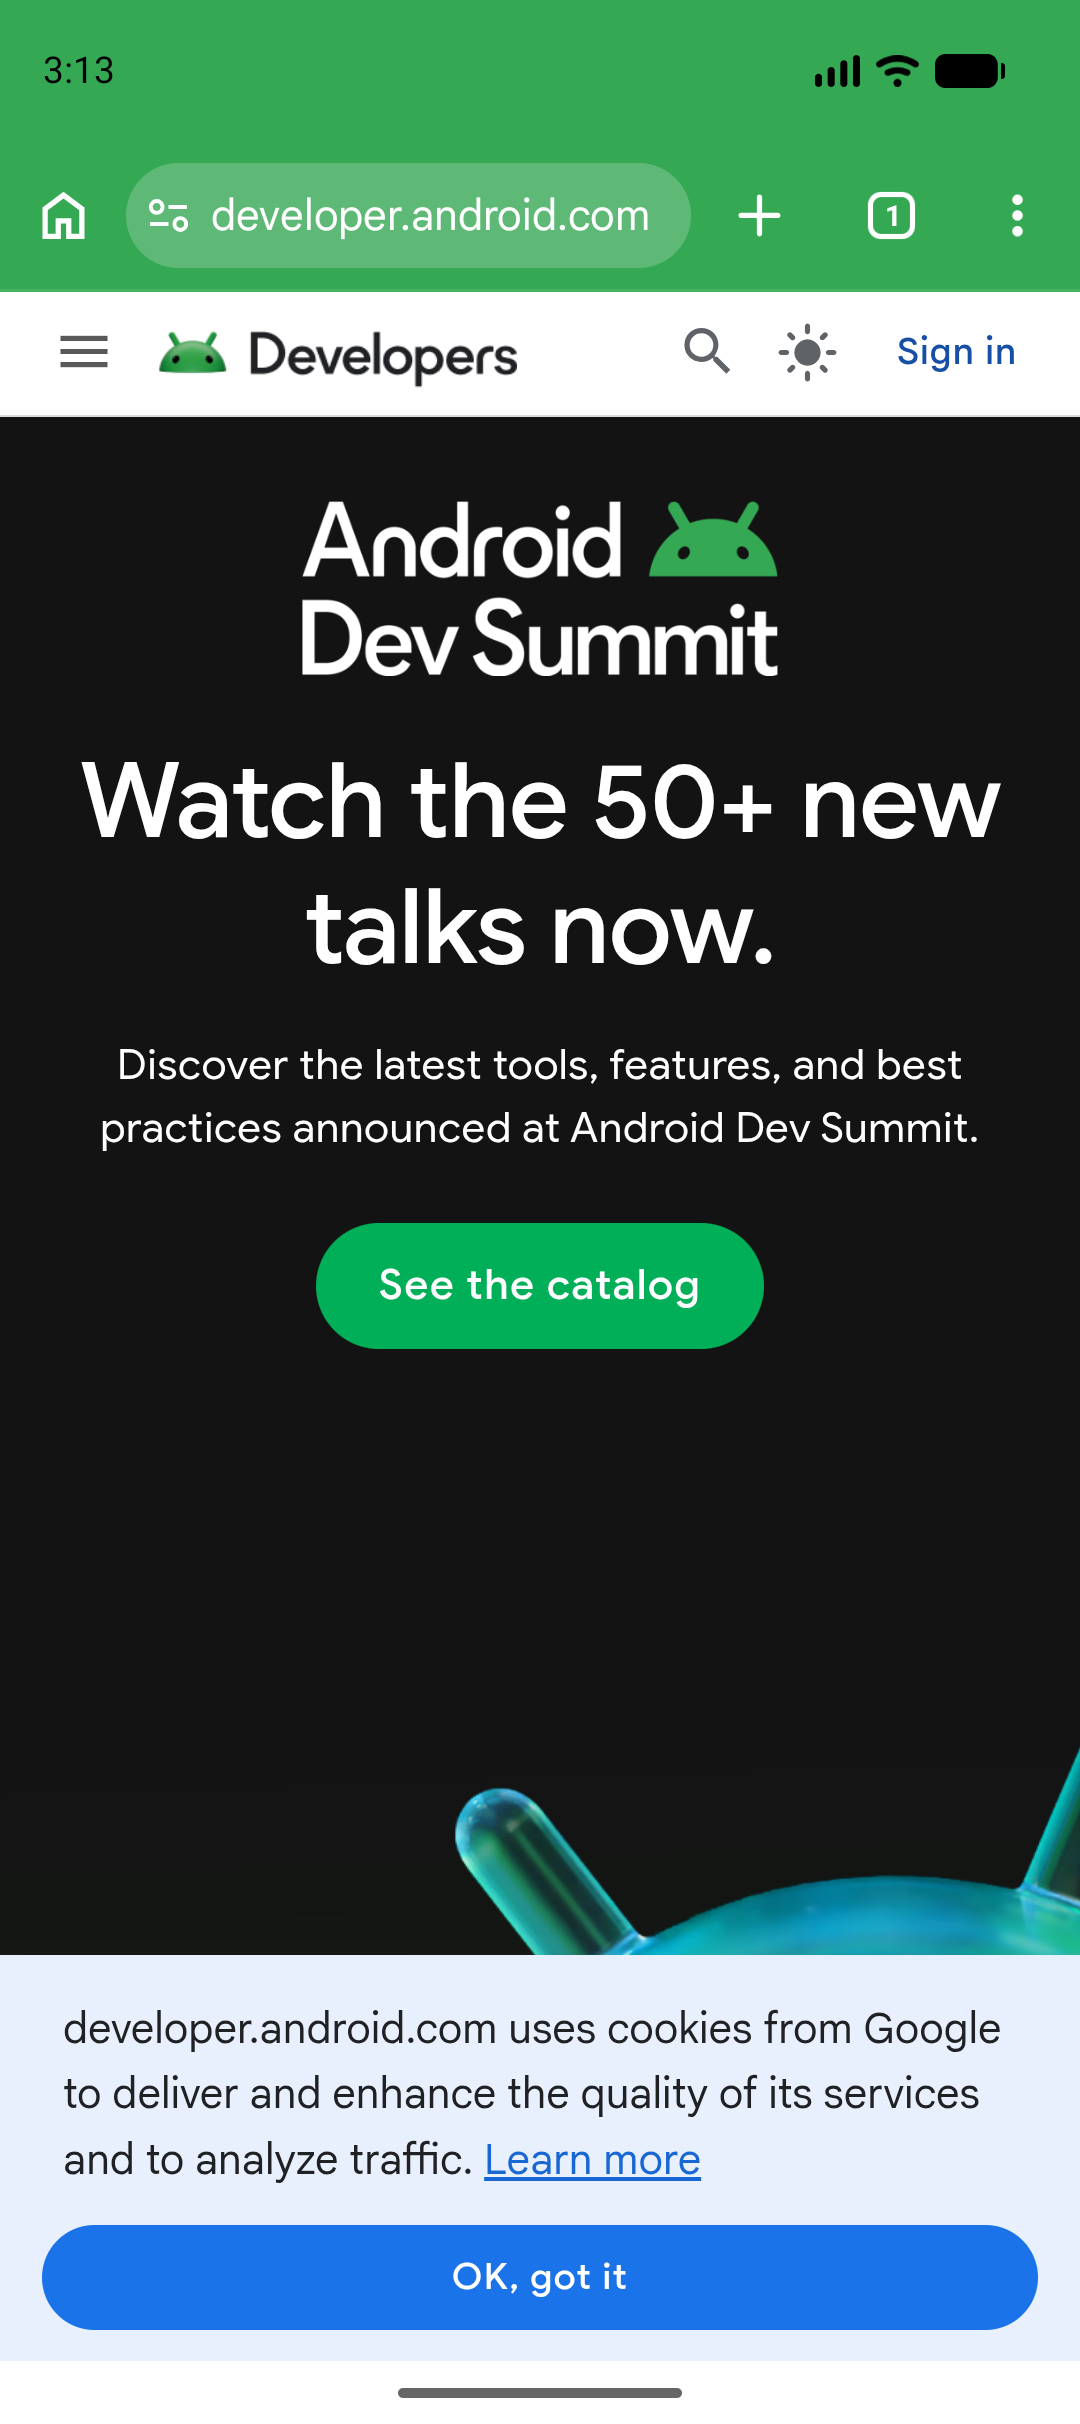 3:13
developer.android.com
1
Developers
Sign in
Android
Dev Summit
Watch the 50+ new
talks now.
Discover the latest tools, features, and best
practices announced at Android Dev Summit.
See the catalog
developer.android.com uses cookies from Google
to deliver and enhance the quality of its services
and to analyze traffic. Learn more
OK, got it